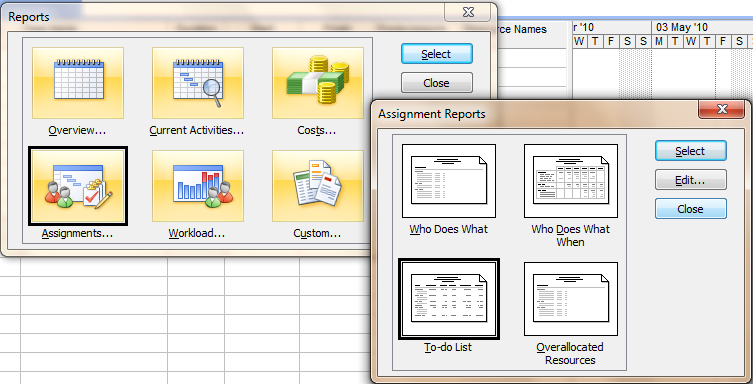 Reports
Select
Close
Overview...
Current Activities...
Costs...
Assignments...
Workload...
Custom...
rce Names
r '10
03 May '10
W T F S S M T W T F S
Assignment Reports
Select
Edit...
Close
Who Does What
Who Does What
When
To-do List
Overallocated
Resources